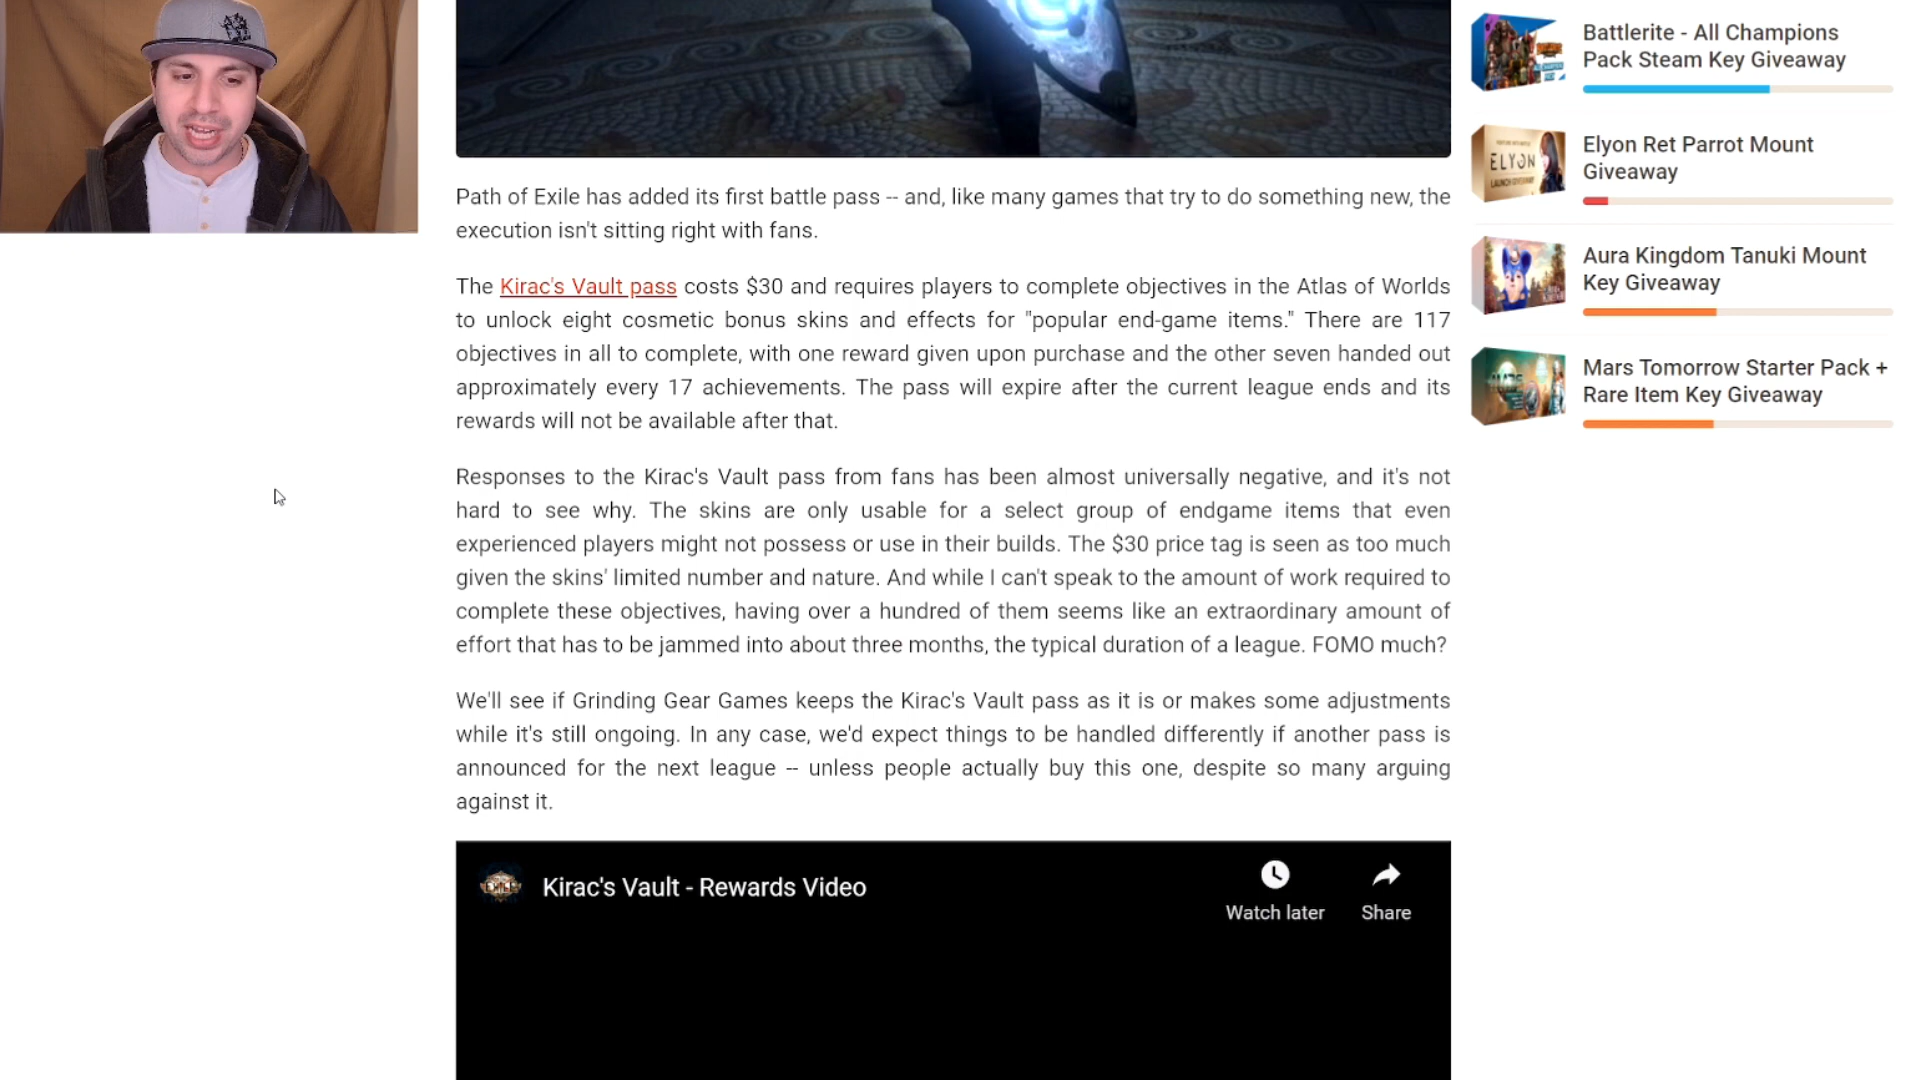 Path of Exile has added its first battle pass -- and, like many games that try to do something new, the
execution isn't sitting right with fans.
The Kirac's Vault pass costs $30 and requires players to complete objectives in the Atlas of Worlds
to unlock eight cosmetic bonus skins and effects for "popular end-game items." There are 117
objectives in all to complete, with one reward given upon purchase and the other seven handed out
approximately every 17 achievements. The pass will expire after the current league ends and its
rewards will not be available after that.
Responses to the Kirac's Vault pass from fans has been almost universally negative, and it's not
hard to see why. The skins are only usable for a select group of endgame items that even
experienced players might not possess or use in their builds. The $30 price tag is seen as too much
given the skins' limited number and nature. And while I can't speak to the amount of work required to
complete these objectives, having over a hundred of them seems like an extraordinary amount of
effort that has to be jammed into about three months, the typical duration of a league. FOMO much?
We'll see if Grinding Gear Games keeps the Kirac's Vault pass as it is or makes some adjustments
while it's still ongoing. In any case, we'd expect things to be handled differently if another pass is
announced for the next league -- unless people actually buy this one, despite so many arguing
against it.
Kirac's Vault - Rewards Video
Watch later
Share
Battlerite - All Champions
Pack Steam Key Giveaway
ELYON
Elyon Ret Parrot Mount
Giveaway
Aura Kingdom Tanuki Mount
Key Giveaway
Mars Tomorrow Starter Pack +
Rare Item Key Giveaway